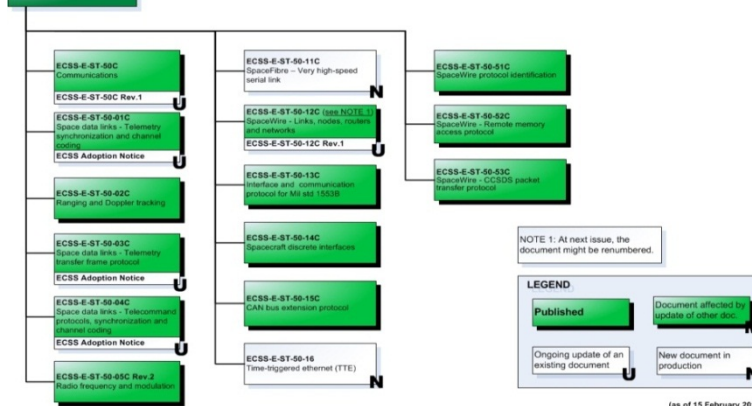 ECSS-E-ST-50C
Communications
ECSS-E-ST-50C Rev.1
U
ECSS-E-ST-50-01C
Space data links - Telemetry
synchronization and channel
coding
ECSS Adoption Notice
U
ECSS-E-ST-50-02C
Ranging and Doppler tracking
ECSS-E-ST-50-03C
Space data links - Telemetry
transfer frame protocol
ECSS Adoption Notice
U
ECSS-E-ST-50-04C
Space data links - Telecommand
protocols, synchronization and
channel coding
ECSS Adoption Notice
U
ECSS-E-ST-50-05C Rev.2
Radio frequency and modulation
ECSS-E-ST-50-11C
SpaceFibre – Very high-speed
serial link
N
ECSS-E-ST-50-12C (see NOTE 1)
SpaceWire - Links, nodes, routers
and networks
ECSS-E-ST-50-12C Rev.1
U
ECSS-E-ST-50-13C
Interface and communication
protocol for Mil std 1553B
ECSS-E-ST-50-14C
Spacecraft discrete interfaces
ECSS-E-ST-50-15C
CAN bus extension protocol
ECSS-E-ST-50-16
Time-triggered ethernet (TTE)
N
ECSS-E-ST-50-51C
SpaceWire protocol identification
ECSS-E-ST-50-52C
SpaceWire - Remote memory
access protocol
ECSS-E-ST-50-53C
SpaceWire - CCSDS packet
transfer protocol
NOTE 1: At next issue, the
document might be renumbered.
LEGEND
Published
Document affected by
update of other doc.
Ongoing update of an
existing document
U
New document in
production
N
(as of 15 February